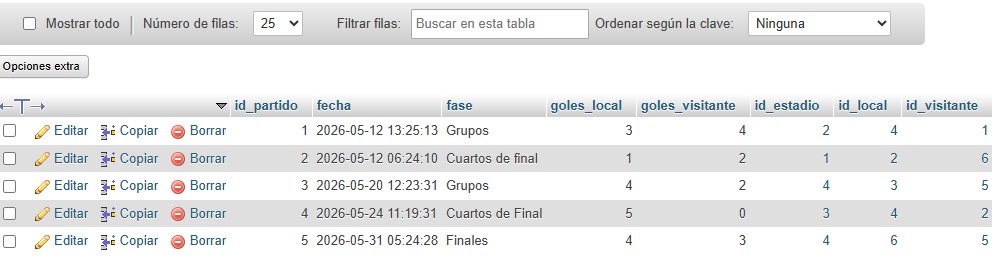 Mostrar todo Número de filas: 25 Filtrar filas: Buscar en esta tabla Ordenar según la clave: Ninguna
Opciones extra
id_partido fecha fase goles_local goles_visitante id_estadio id_local id_visitante
Editar Copiar Borrar 1 2026-05-12 13:25:13 Grupos 3 4 2 4 1
Editar Copiar Borrar 2 2026-05-12 06:24:10 Cuartos de final 1 2 1 2 6
Editar Copiar Borrar 3 2026-05-20 12:23:31 Grupos 4 2 4 3 5
Editar Copiar Borrar 4 2026-05-24 11:19:31 Cuartos de Final 5 0 3 4 2
Editar Copiar Borrar 5 2026-05-31 05:24:28 Finales 4 3 4 6 5